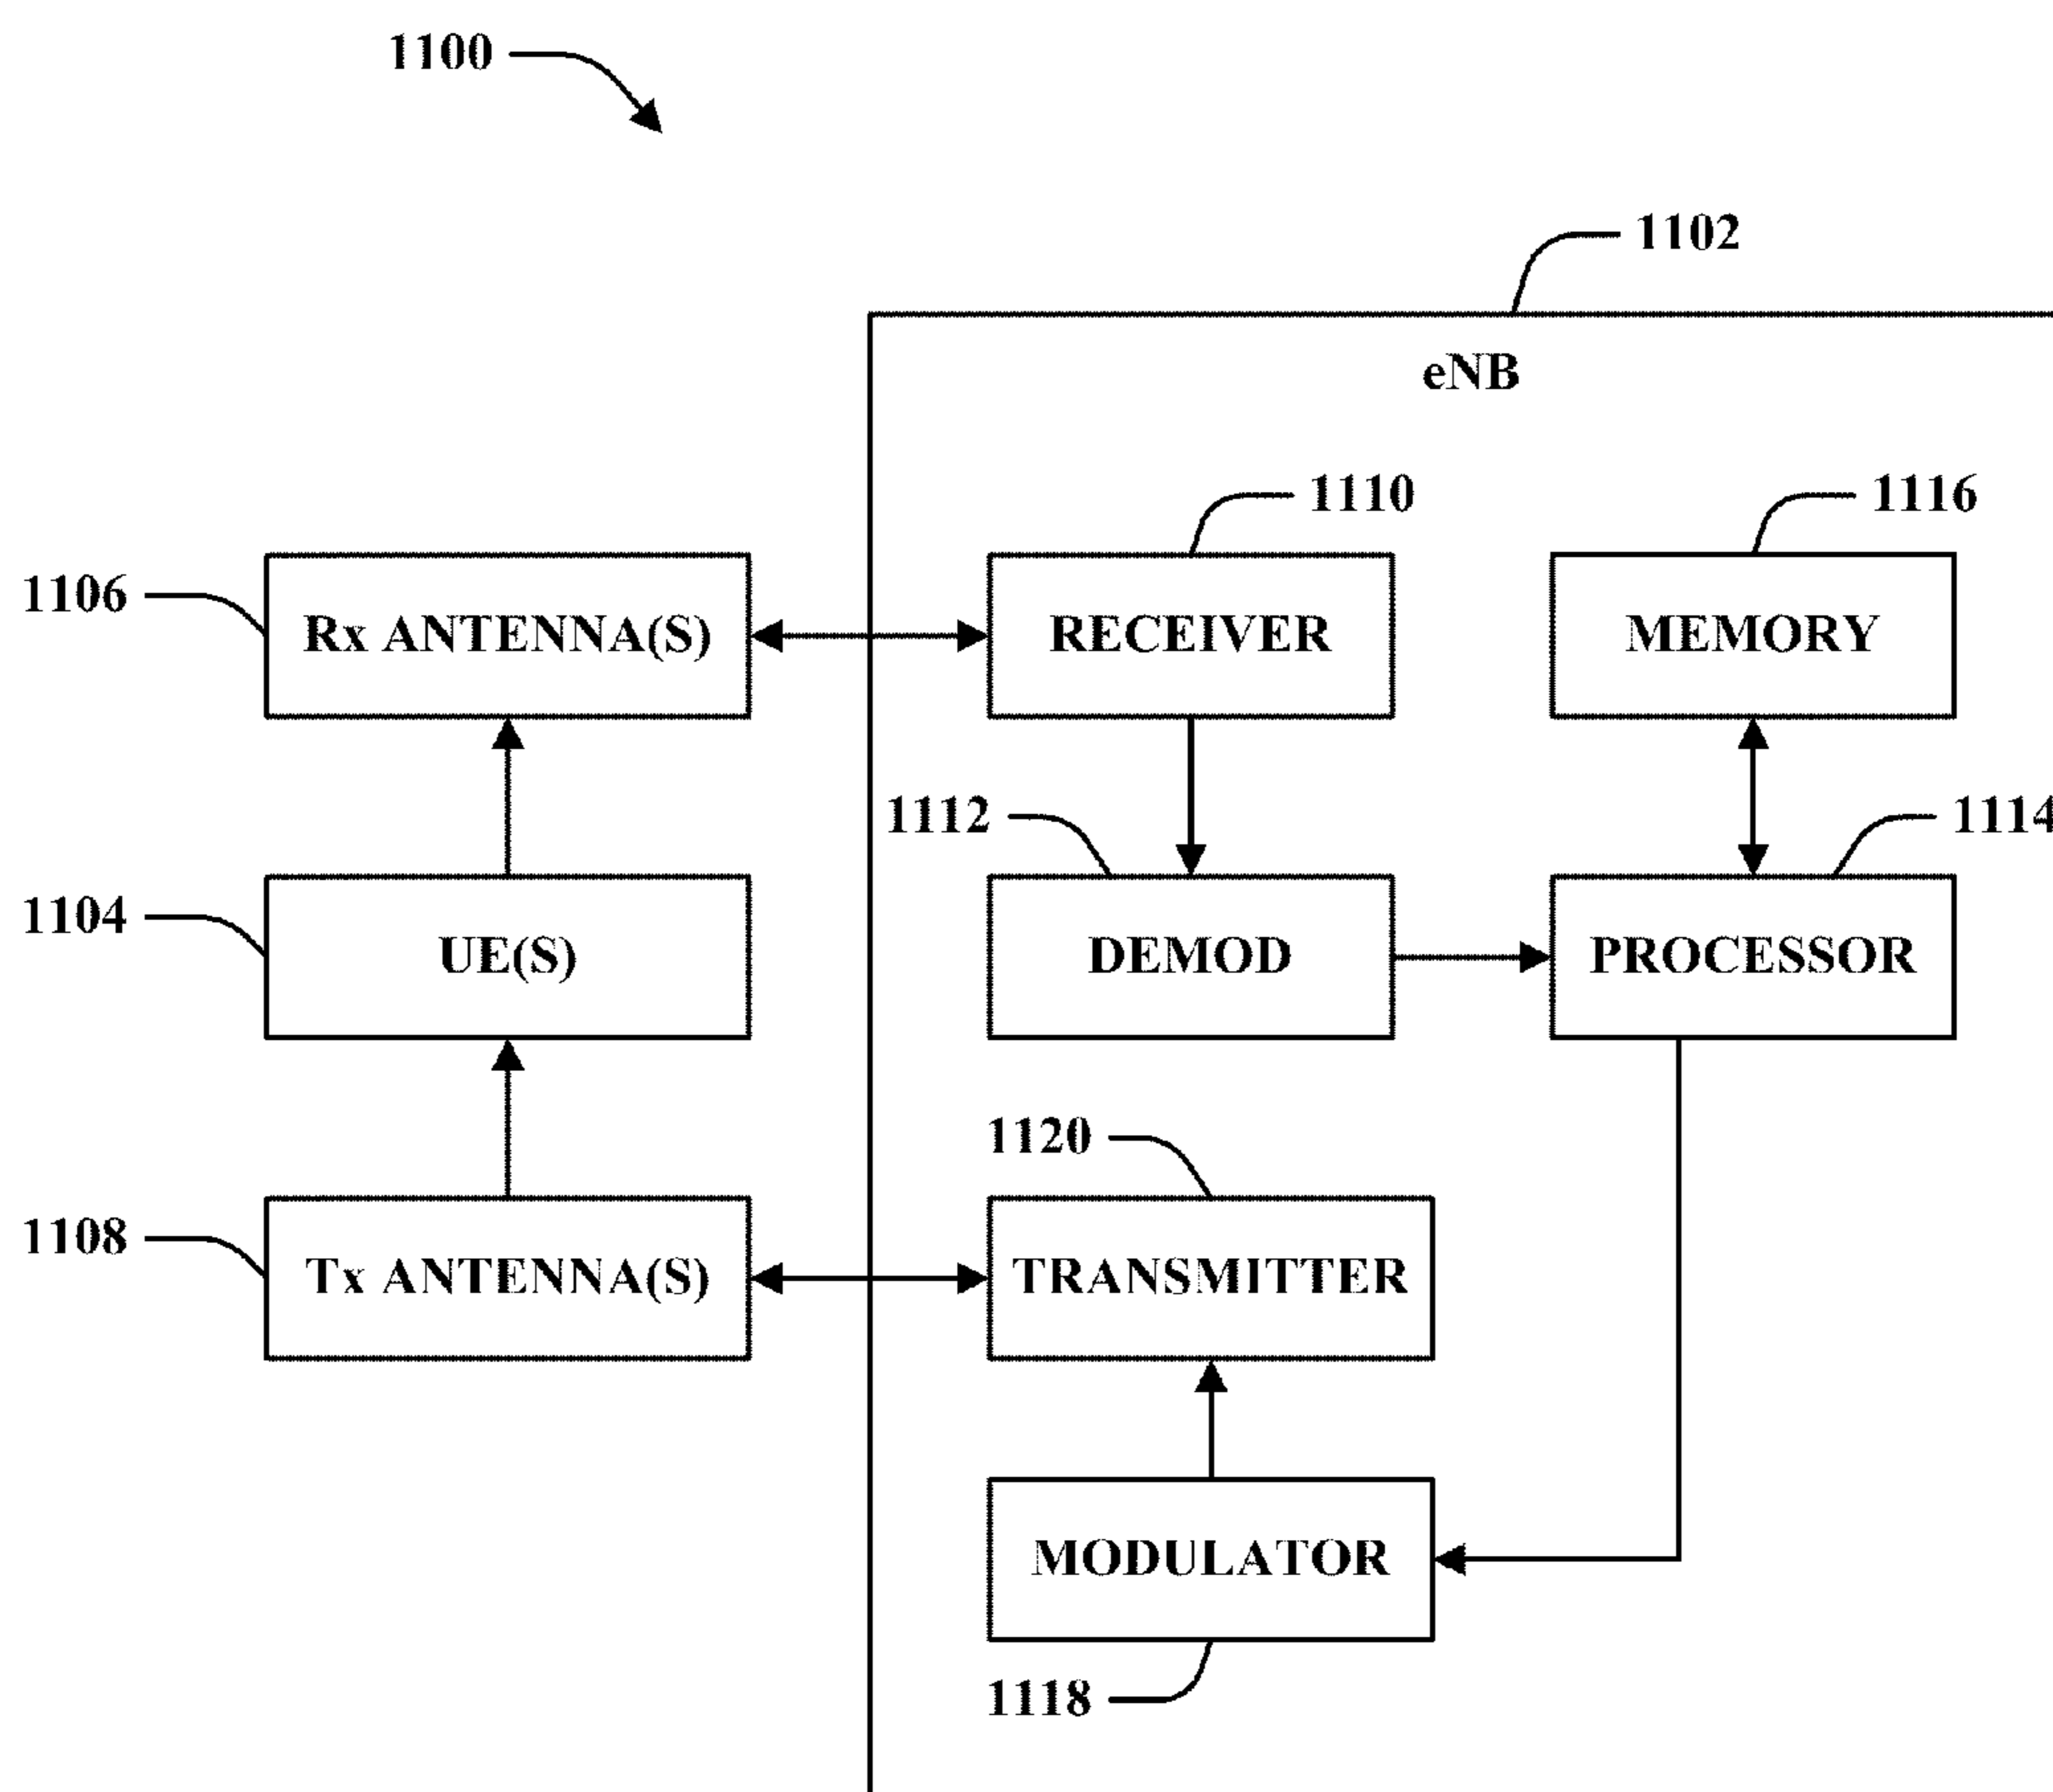 1100
1102
eNB
1110
1116
1106
Rx ANTENNA(S)
RECEIVER
MEMORY
1112
1114
1104
UE(S)
DEMOD
PROCESSOR
1120
1108
Tx ANTENNA(S)
TRANSMITTER
MODULATOR
1118